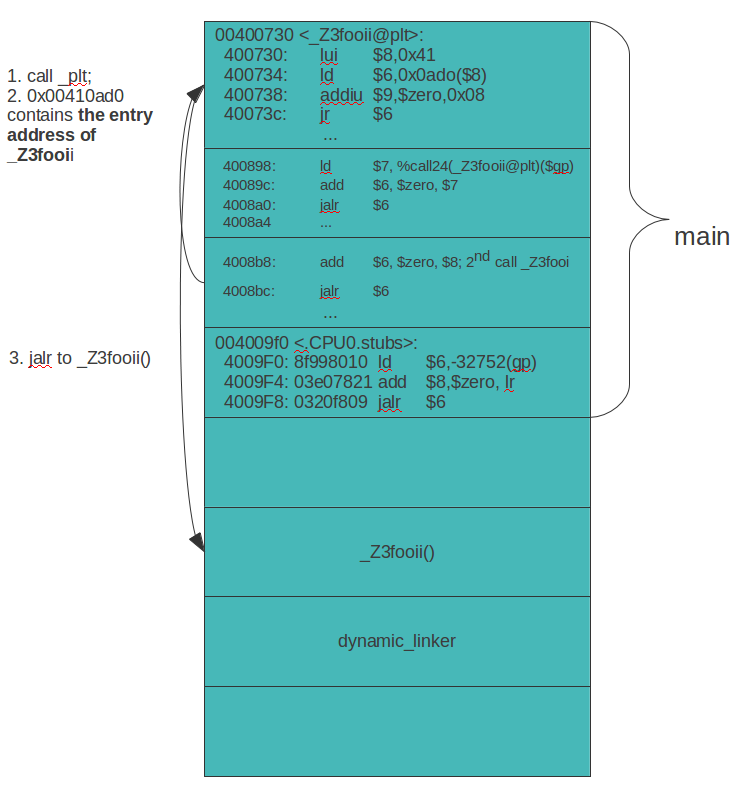 00400730 <_Z3fooii@plt>:
400730: lui $8,0x41
400734: ld $6,0x0ado($8)
400738: addiu $9,$zero,0x08
40073c: jr $6
...
1. call _plt;
2. 0x00410ad0
contains the entry
address of
_Z3fooii
400898: ld $7, %call24(_Z3fooii@plt)($gp)
40089c: add $6, $zero, $7
4008a0: jalr $6
4008a4 ...
main
4008b8: add $6, $zero, $8; 2nd call _Z3fooi
4008bc: jalr $6
...
004009f0 <.CPU0.stubs>:
4009F0: 8f998010 ld $6,-32752(gp)
4009F4: 03e07821 add $8,$zero, lr
4009F8: 0320f809 jalr $6
3. jalr to _Z3fooii()
_Z3fooii()
dynamic_linker